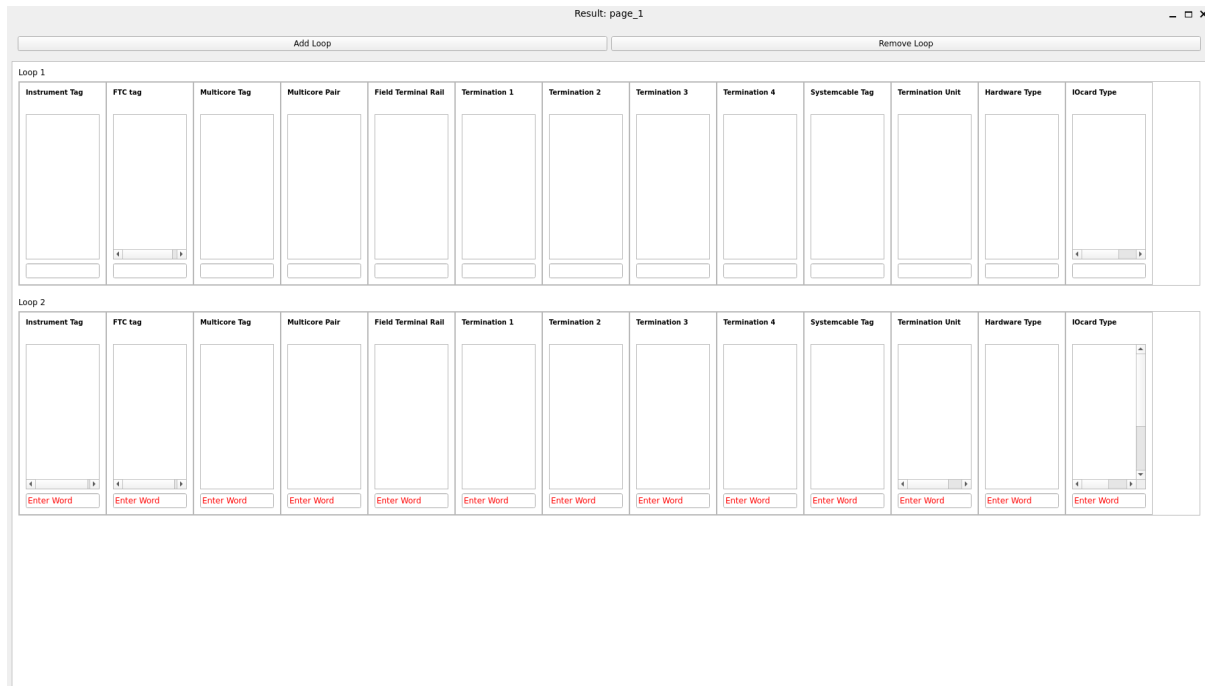 Result: page_1
Add Loop Remove Loop
Loop 1
Instrument Tag FTC tag Multicore Tag Multicore Pair Field Terminal Rail Termination 1 Termination 2 Termination 3 Termination 4 Systemcable Tag Termination Unit Hardware Type IOcard Type
Loop 2
Instrument Tag FTC tag Multicore Tag Multicore Pair Field Terminal Rail Termination 1 Termination 2 Termination 3 Termination 4 Systemcable Tag Termination Unit Hardware Type IOcard Type
Enter Word Enter Word Enter Word Enter Word Enter Word Enter Word Enter Word Enter Word Enter Word Enter Word Enter Word Enter Word Enter Word